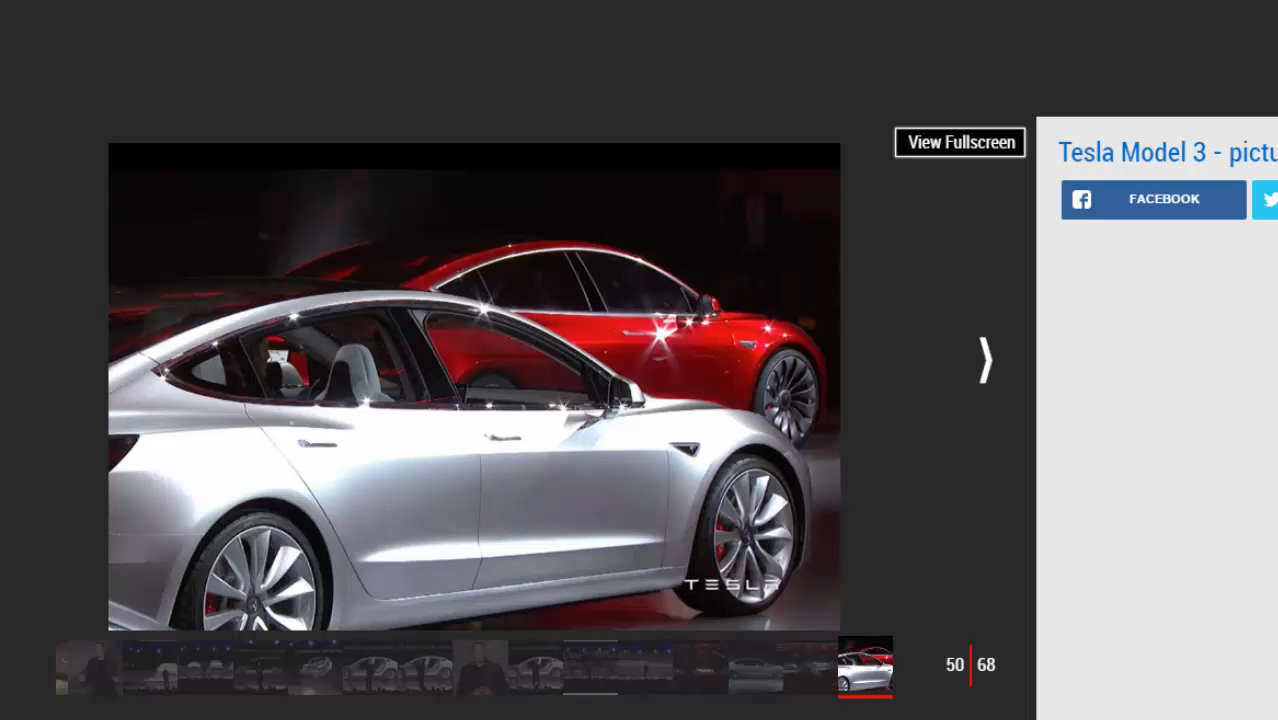 View Fullscreen
Tesla Model 3 - pictu
FACEBOOK
TESLA
50 68